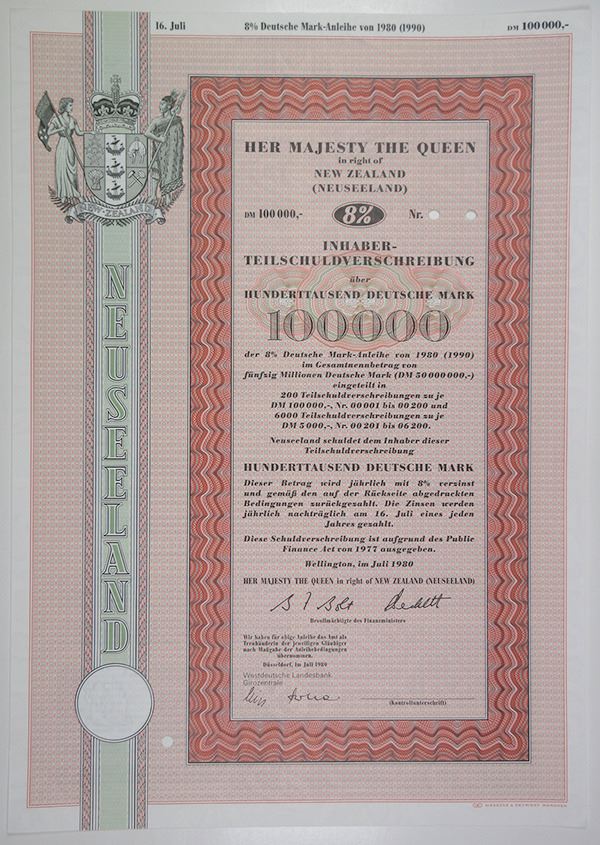 16. Juli 8% Deutsche Mark-Anleihe von 1980 (1990) DM 100 000,-
NEW-ZEALAND
NEUSEELAND
HER MAJESTY THE QUEEN
in right of
NEW ZEALAND
(NEUSEELAND)
DM 100 000,- 8% Nr.
INHABER-
TEILSCHULDVERSCHREIBUNG
über
HUNDERTTAUSEND DEUTSCHE MARK
100000
der 8% Deutsche Mark-Anleihe von 1980 (1990)
im Gesamtnennbetrag von
fünfzig Millionen Deutsche Mark (DM 50 000 000,-)
eingeteilt in
200 Teilschuldverschreibungen zu je
DM 100 000,-, Nr. 00 001 bis 00 200 und
6000 Teilschuldverschreibungen zu je
DM 5 000,-, Nr. 00 201 bis 06 200.
Neuseeland schuldet dem Inhaber dieser
Teilschuldverschreibung
HUNDERTTAUSEND DEUTSCHE MARK
Dieser Betrag wird jährlich mit 8% verzinst
und gemäß den auf der Rückseite abgedruckten
Bedingungen zurückgezahlt. Die Zinsen werden
jährlich nachträglich am 16. Juli eines jeden
Jahres gezahlt.
Diese Schuldverschreibung ist aufgrund des Public
Finance Act von 1977 ausgegeben.
Wellington, im Juli 1980
HER MAJESTY THE QUEEN in right of NEW ZEALAND (NEUSEELAND)
Bevollmächtigte des Finanzministers
Wir haben für obige Anleihe das Amt als
Treuhänderin der jeweiligen Gläubiger
nach Maßgabe der Anleihebedingungen
übernommen.
Düsseldorf, im Juli 1980
Westdeutsche Landesbank
Girozentrale
(Kontrollunterschrift)
GIESECKE & DEVRIENT MÜNCHEN